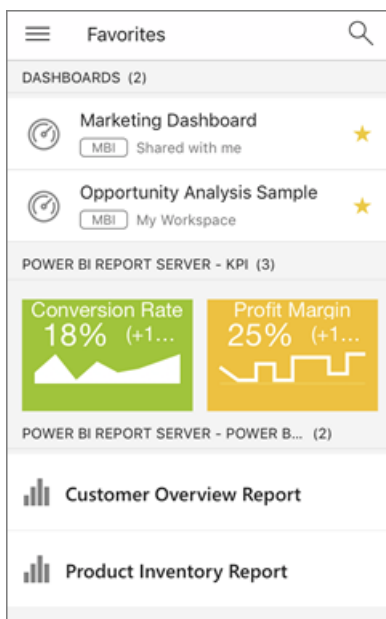 Favorites
DASHBOARDS (2)
Marketing Dashboard
MBI Shared with me
Opportunity Analysis Sample
MBI My Workspace
POWER BI REPORT SERVER - KPI (3)
Conversion Rate
18% (+1...
Profit Margin
25% (+1...
POWER BI REPORT SERVER - POWER B... (2)
Customer Overview Report
Product Inventory Report